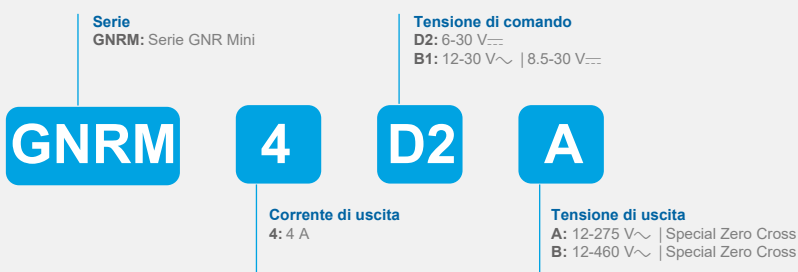 Serie
GNRM: Serie GNR Mini
Tensione di comando
D2: 6-30 V⎓
B1: 12-30 V∿ | 8.5-30 V⎓
GNRM 4 D2 A
Corrente di uscita
4: 4 A
Tensione di uscita
A: 12-275 V∿ | Special Zero Cross
B: 12-460 V∿ | Special Zero Cross